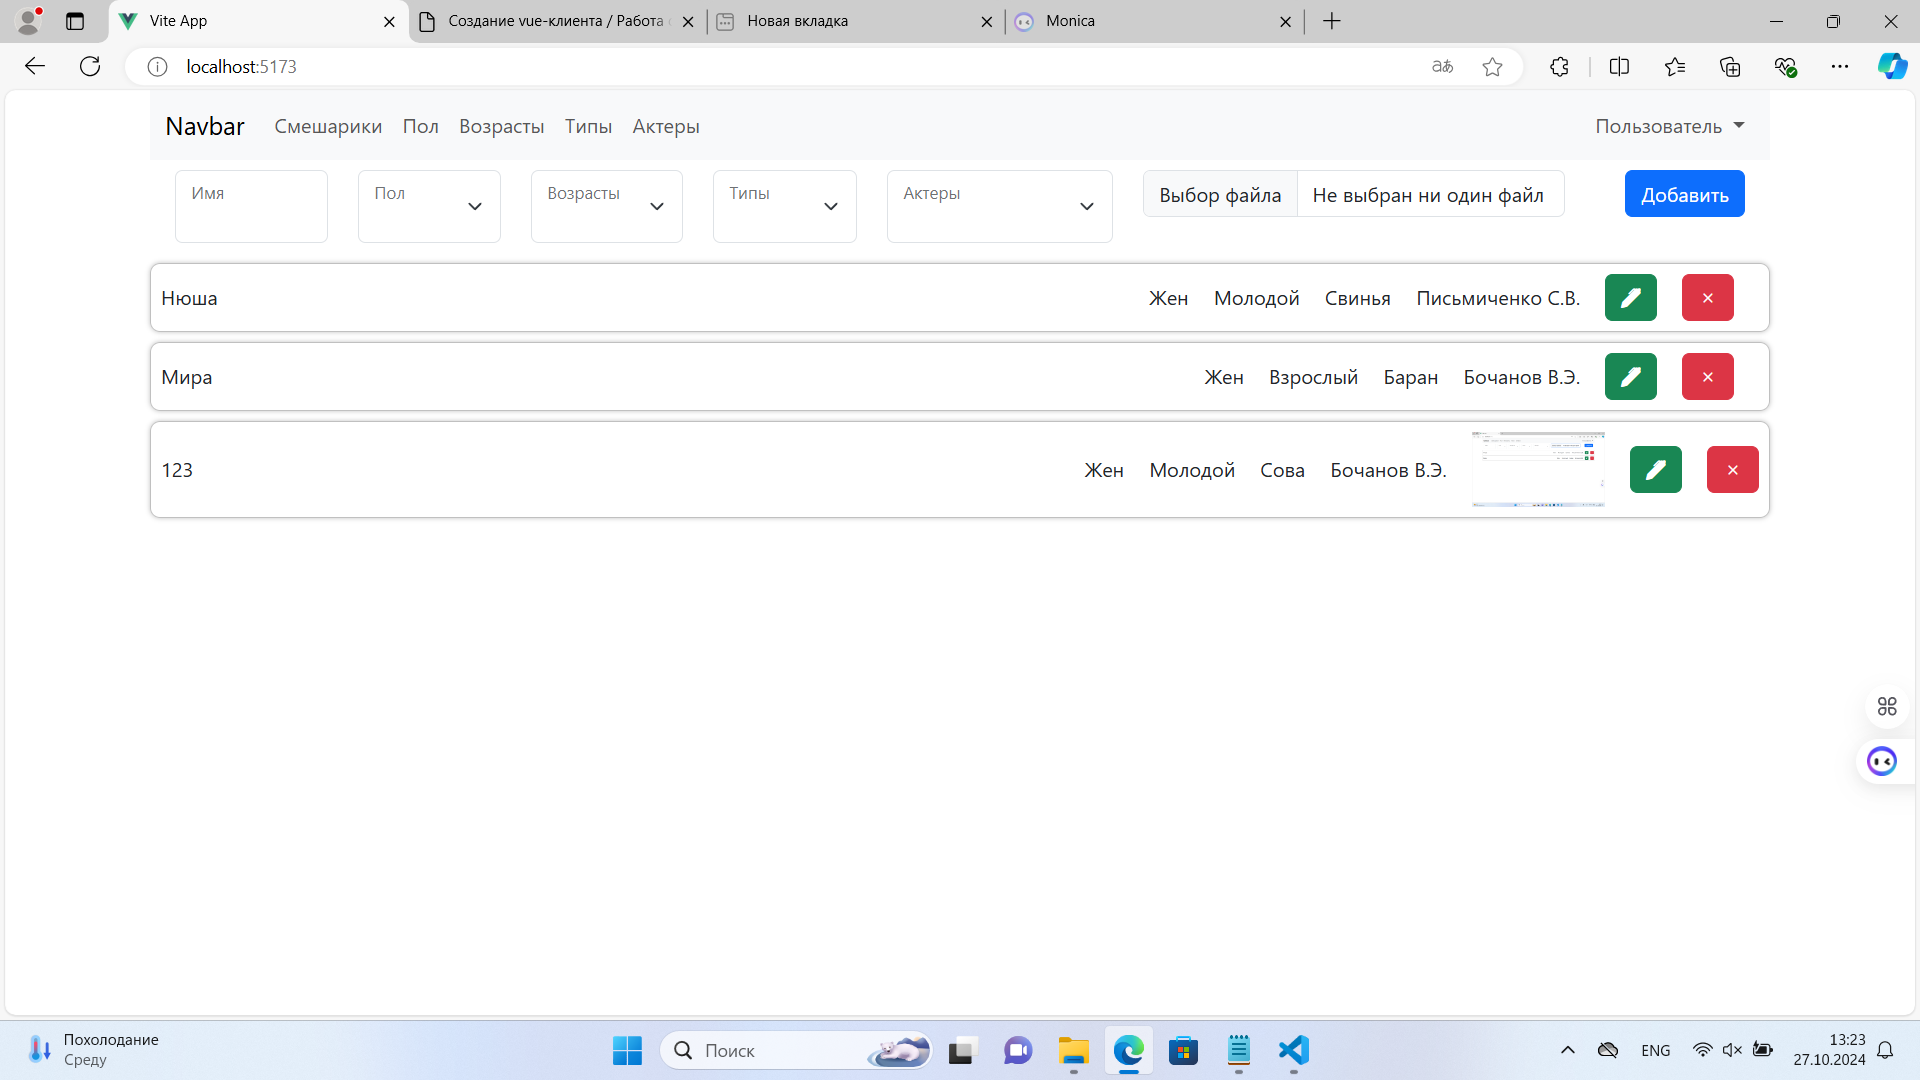 Vite App
Создание vue-клиента / Работа
Новая вкладка
Monica
localhost:5173
Navbar Смешарики Пол Возрасты Типы Актеры Пользователь
Имя Пол Возрасты Типы Актеры Выбор файла Не выбран ни один файл Добавить
Нюша Жен Молодой Свинья Письмиченко С.В.
Мира Жен Взрослый Баран Бочанов В.Э.
123 Жен Молодой Сова Бочанов В.Э.
Похолодание
Среду
Поиск
ENG
13:23
27.10.2024